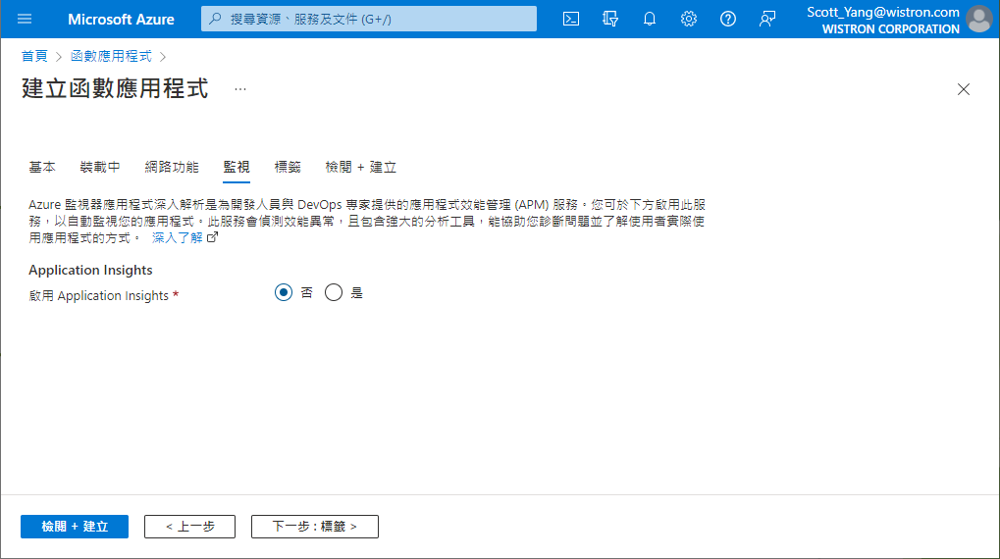 Microsoft Azure
搜尋資源、服務及文件 (G+/)
Scott_Yang@wistron.com
WISTRON CORPORATION
首頁 > 函數應用程式 >
建立函數應用程式 ...
基本 裝載中 網路功能 監視 標籤 檢閱 + 建立
Azure 監視器應用程式深入解析是為開發人員與 DevOps 專家提供的應用程式效能管理 (APM) 服務。您可於下方啟用此服
務，以自動監視您的應用程式。此服務會偵測效能異常，且包含強大的分析工具，能協助您診斷問題並了解使用者實際使
用應用程式的方式。 深入了解
Application Insights
啟用 Application Insights * 否 是
檢閱 + 建立 < 上一步 下一步 : 標籤 >